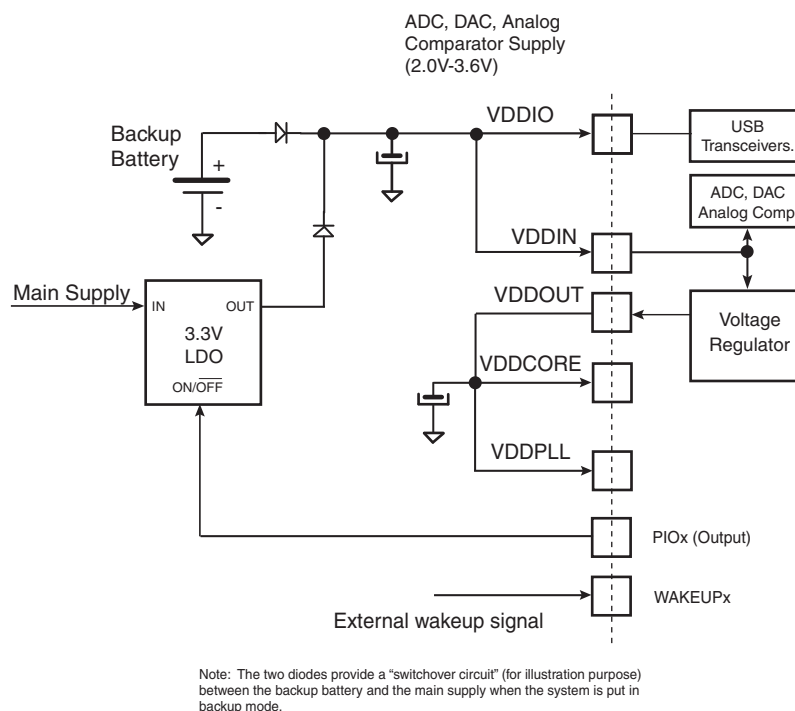 ADC, DAC, Analog
Comparator Supply
(2.0V-3.6V)
VDDIO
USB
Transceivers.
Backup
Battery
+
-
ADC, DAC
Analog Comp.
VDDIN
Main Supply
IN
OUT
3.3V
LDO
ON/OFF
VDDOUT
Voltage
Regulator
VDDCORE
VDDPLL
PIOx (Output)
WAKEUPx
External wakeup signal
Note: The two diodes provide a “switchover circuit” (for illustration purpose)
between the backup battery and the main supply when the system is put in
backup mode.